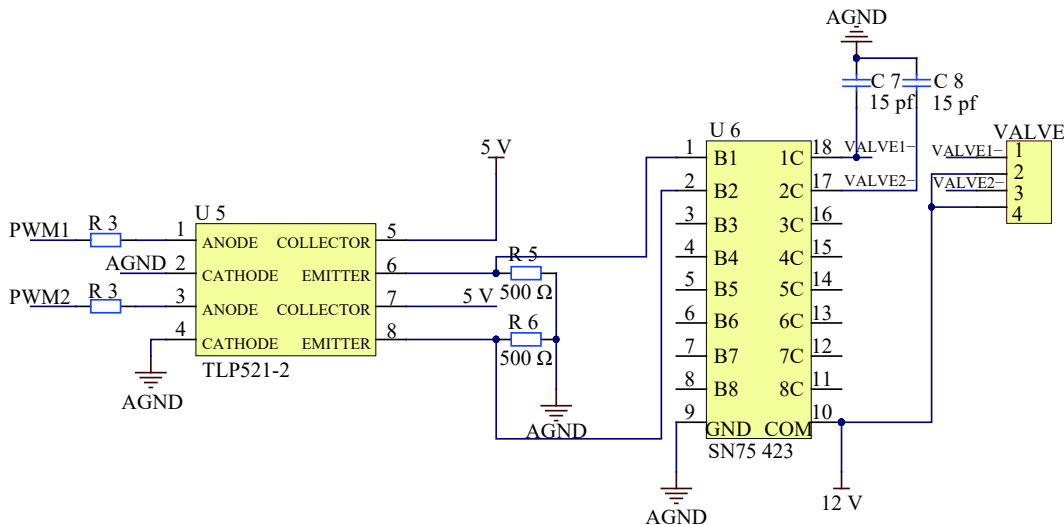 AGND
C 7
15 pf
C 8
15 pf
U 6
VALVE
5 V
1
B1
1C
18
VALVE1−
VALVE1−
1
2
B2
2C
17
VALVE2−
2
VALVE2−
3
4
3
B3
3C
16
4
B4
4C
15
5
B5
5C
14
6
B6
6C
13
7
B7
7C
12
8
B8
8C
11
9
GND
COM
10
SN75 423
AGND
12 V
U 5
PWM1
R 3
1
ANODE
COLLECTOR
5
AGND
2
CATHODE
EMITTER
6
R 5
500 Ω
PWM2
R 3
3
ANODE
COLLECTOR
7
5 V
4
CATHODE
EMITTER
8
R 6
500 Ω
TLP521-2
AGND
AGND